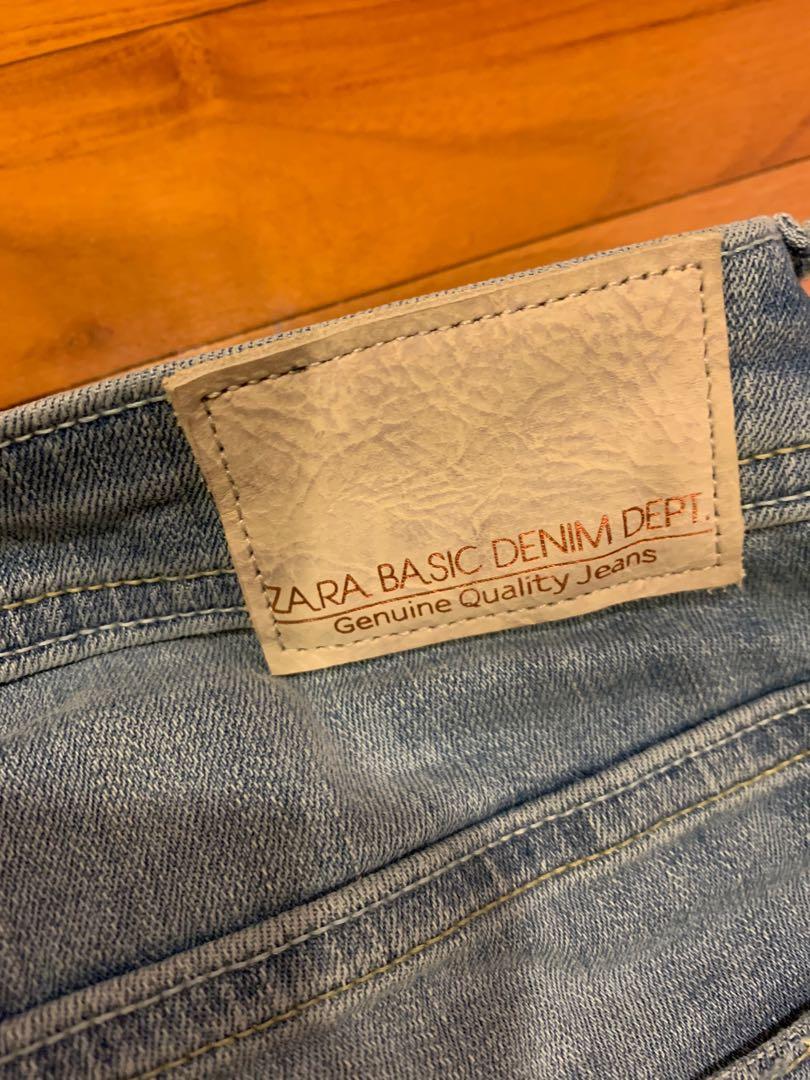 ZARA BASIC DENIM DEPT.
Genuine Quality Jeans